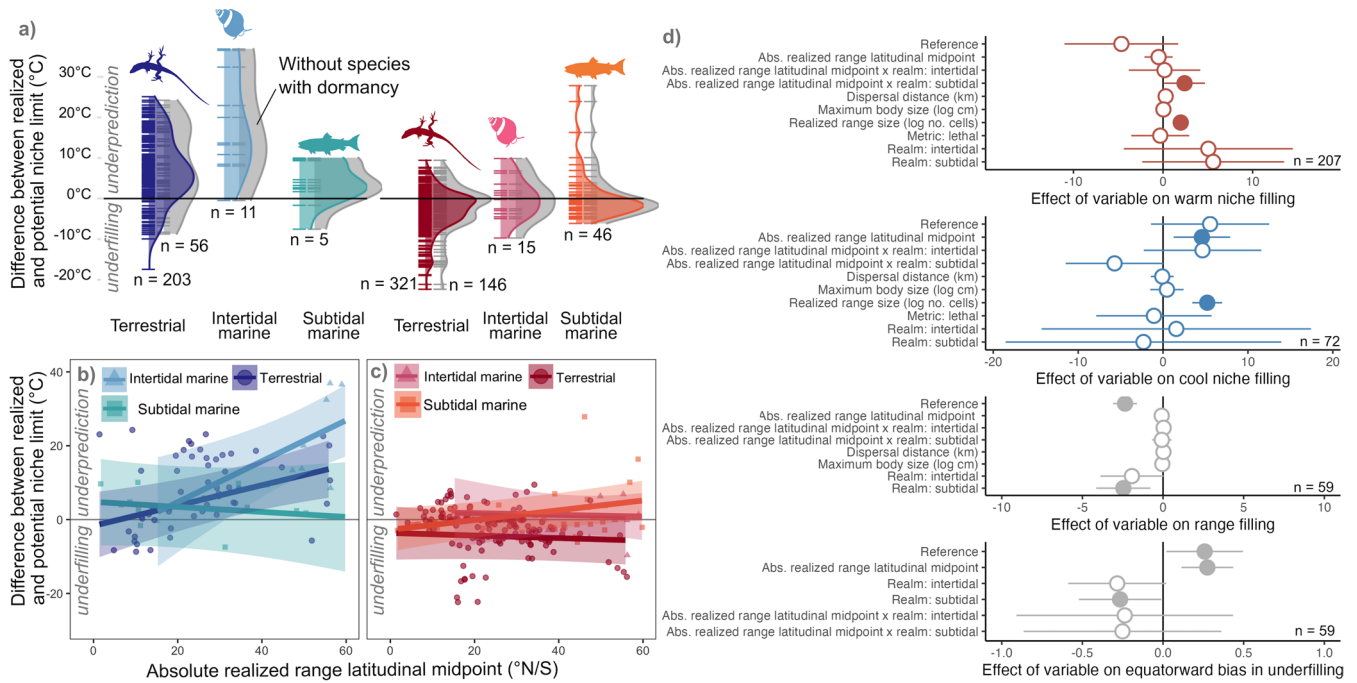 a)
Difference between realized
and potential niche limit (°C)
underfilling underprediction
30°C
20°C
10°C
0°C
-10°C
-20°C
Without species
with dormancy
n = 203
n = 56
n = 11
n = 5
n = 321
n = 146
n = 15
n = 46
Terrestrial
Intertidal
marine
Subtidal
marine
Terrestrial
Intertidal
marine
Subtidal
marine
b)
Intertidal marine
Terrestrial
Subtidal marine
Difference between realized
and potential niche limit (°C)
underfilling
underprediction
40
20
0
-20
0
20
40
60
c)
Intertidal marine
Terrestrial
Subtidal marine
underfilling
underprediction
0
20
40
60
Absolute realized range latitudinal midpoint (°N/S)
d)
Reference
Abs. realized range latitudinal midpoint
Abs. realized range latitudinal midpoint x realm: intertidal
Abs. realized range latitudinal midpoint x realm: subtidal
Dispersal distance (km)
Maximum body size (log cm)
Realized range size (log no. cells)
Metric: lethal
Realm: intertidal
Realm: subtidal
n = 207
-10
0
10
Effect of variable on warm niche filling
Reference
Abs. realized range latitudinal midpoint
Abs. realized range latitudinal midpoint x realm: intertidal
Abs. realized range latitudinal midpoint x realm: subtidal
Dispersal distance (km)
Maximum body size (log cm)
Realized range size (log no. cells)
Metric: lethal
Realm: intertidal
Realm: subtidal
n = 72
-20
-10
0
10
20
Effect of variable on cool niche filling
Reference
Abs. realized range latitudinal midpoint
Abs. realized range latitudinal midpoint x realm: intertidal
Abs. realized range latitudinal midpoint x realm: subtidal
Dispersal distance (km)
Maximum body size (log cm)
Realm: intertidal
Realm: subtidal
n = 59
-10
-5
0
5
10
Effect of variable on range filling
Reference
Abs. realized range latitudinal midpoint
Realm: intertidal
Realm: subtidal
Abs. realized range latitudinal midpoint x realm: intertidal
Abs. realized range latitudinal midpoint x realm: subtidal
n = 59
-1.0
-0.5
0.0
0.5
1.0
Effect of variable on equatorward bias in underfilling